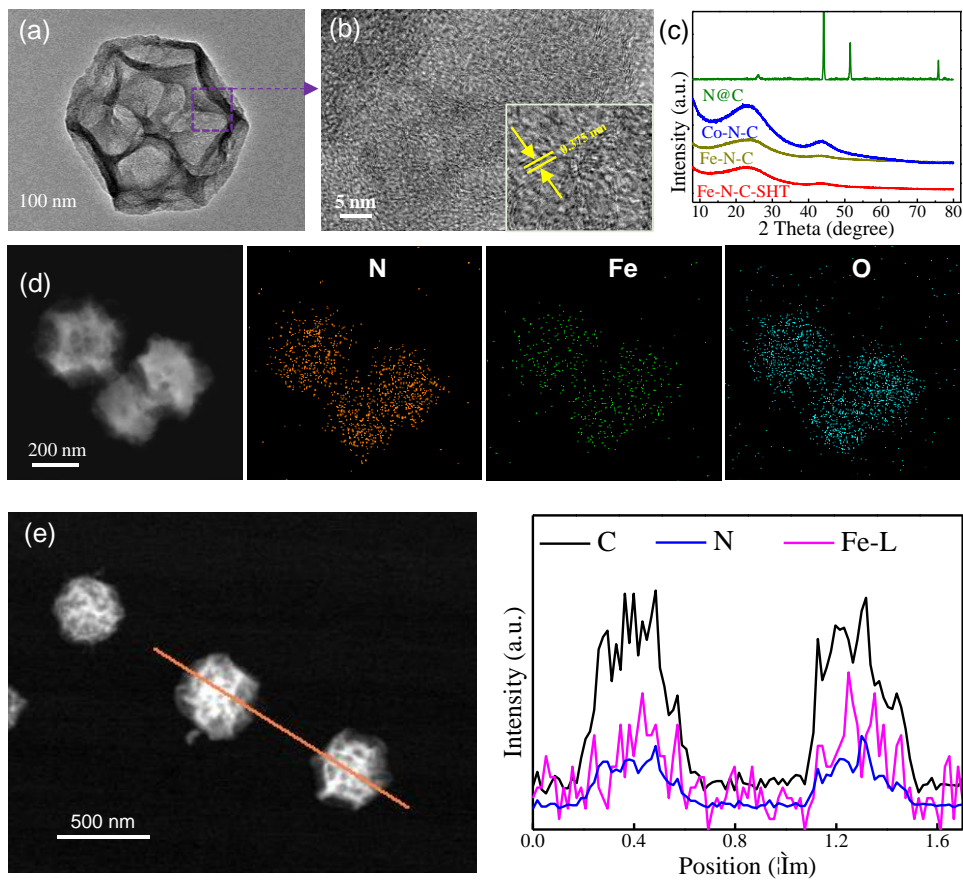 (a)
100 nm
(b)
5 nm
0.375 nm
(c)
Intensity (a.u.)
N@C
Co-N-C
Fe-N-C
Fe-N-C-SHT
10 20 30 40 50 60 70 80
2 Theta (degree)
(d)
200 nm
N
Fe
O
(e)
500 nm
C N Fe-L
Intensity (a.u.)
0.0 0.4 0.8 1.2 1.6